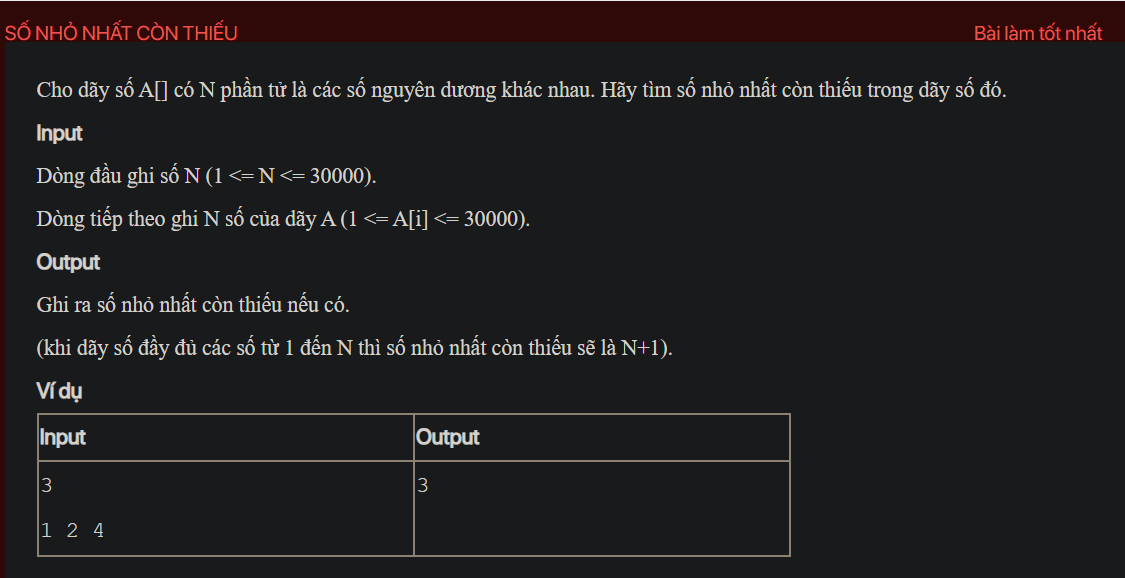 SỐ NHỎ NHẤT CÒN THIẾU
Bài làm tốt nhất
Cho dãy số A[] có N phần tử là các số nguyên dương khác nhau. Hãy tìm số nhỏ nhất còn thiếu trong dãy số đó.
Input
Dòng đầu ghi số N (1 <= N <= 30000).
Dòng tiếp theo ghi N số của dãy A (1 <= A[i] <= 30000).
Output
Ghi ra số nhỏ nhất còn thiếu nếu có.
(khi dãy số đầy đủ các số từ 1 đến N thì số nhỏ nhất còn thiếu sẽ là N+1).
Ví dụ
Input Output
3 3
1 2 4